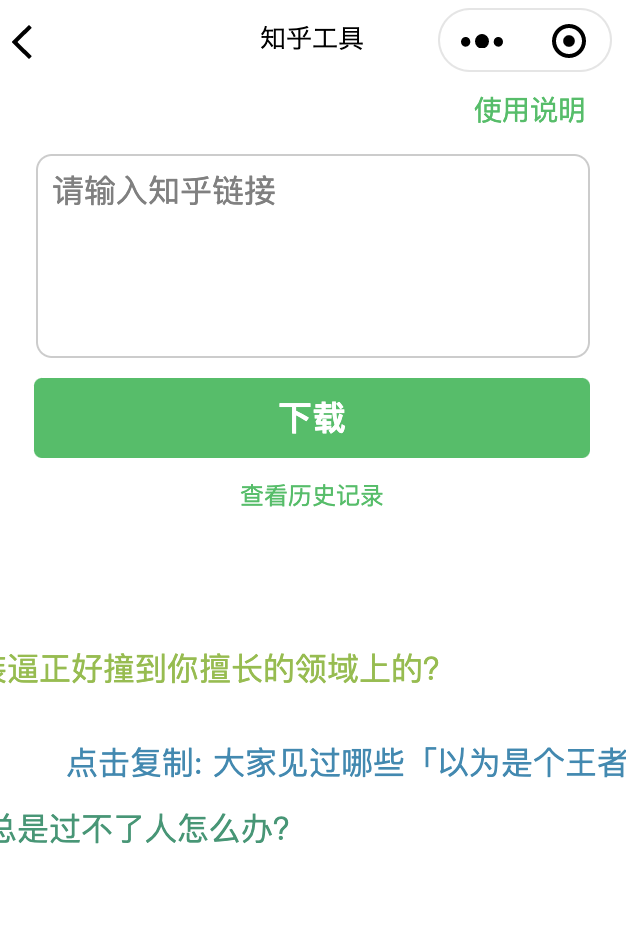 知乎工具
使用说明
请输入知乎链接
下载
查看历史记录
逼正好撞到你擅长的领域上的?
点击复制: 大家见过哪些「以为是个王者
总是过不了人怎么办?